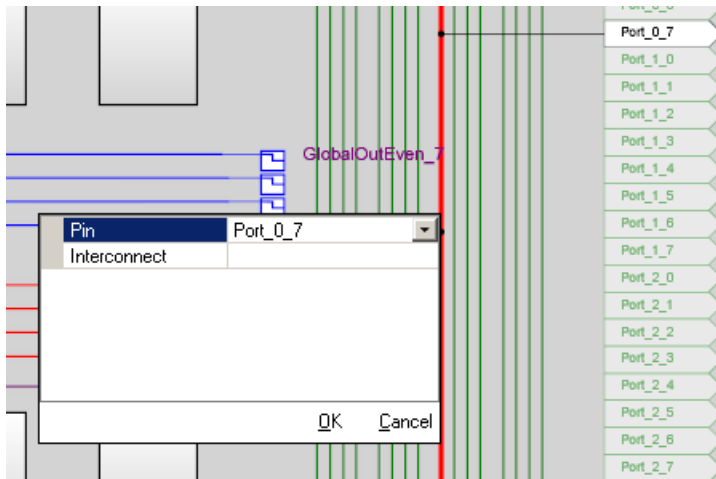 Port_0_7
Port_1_0
Port_1_1
Port_1_2
Port_1_3
GlobalOutEven_7
Port_1_4
Port_1_5
Port_1_6
Port_1_7
Pin
Port_0_7
Interconnect
Port_2_0
Port_2_1
Port_2_2
Port_2_3
Port_2_4
OK
Cancel
Port_2_5
Port_2_6
Port_2_7